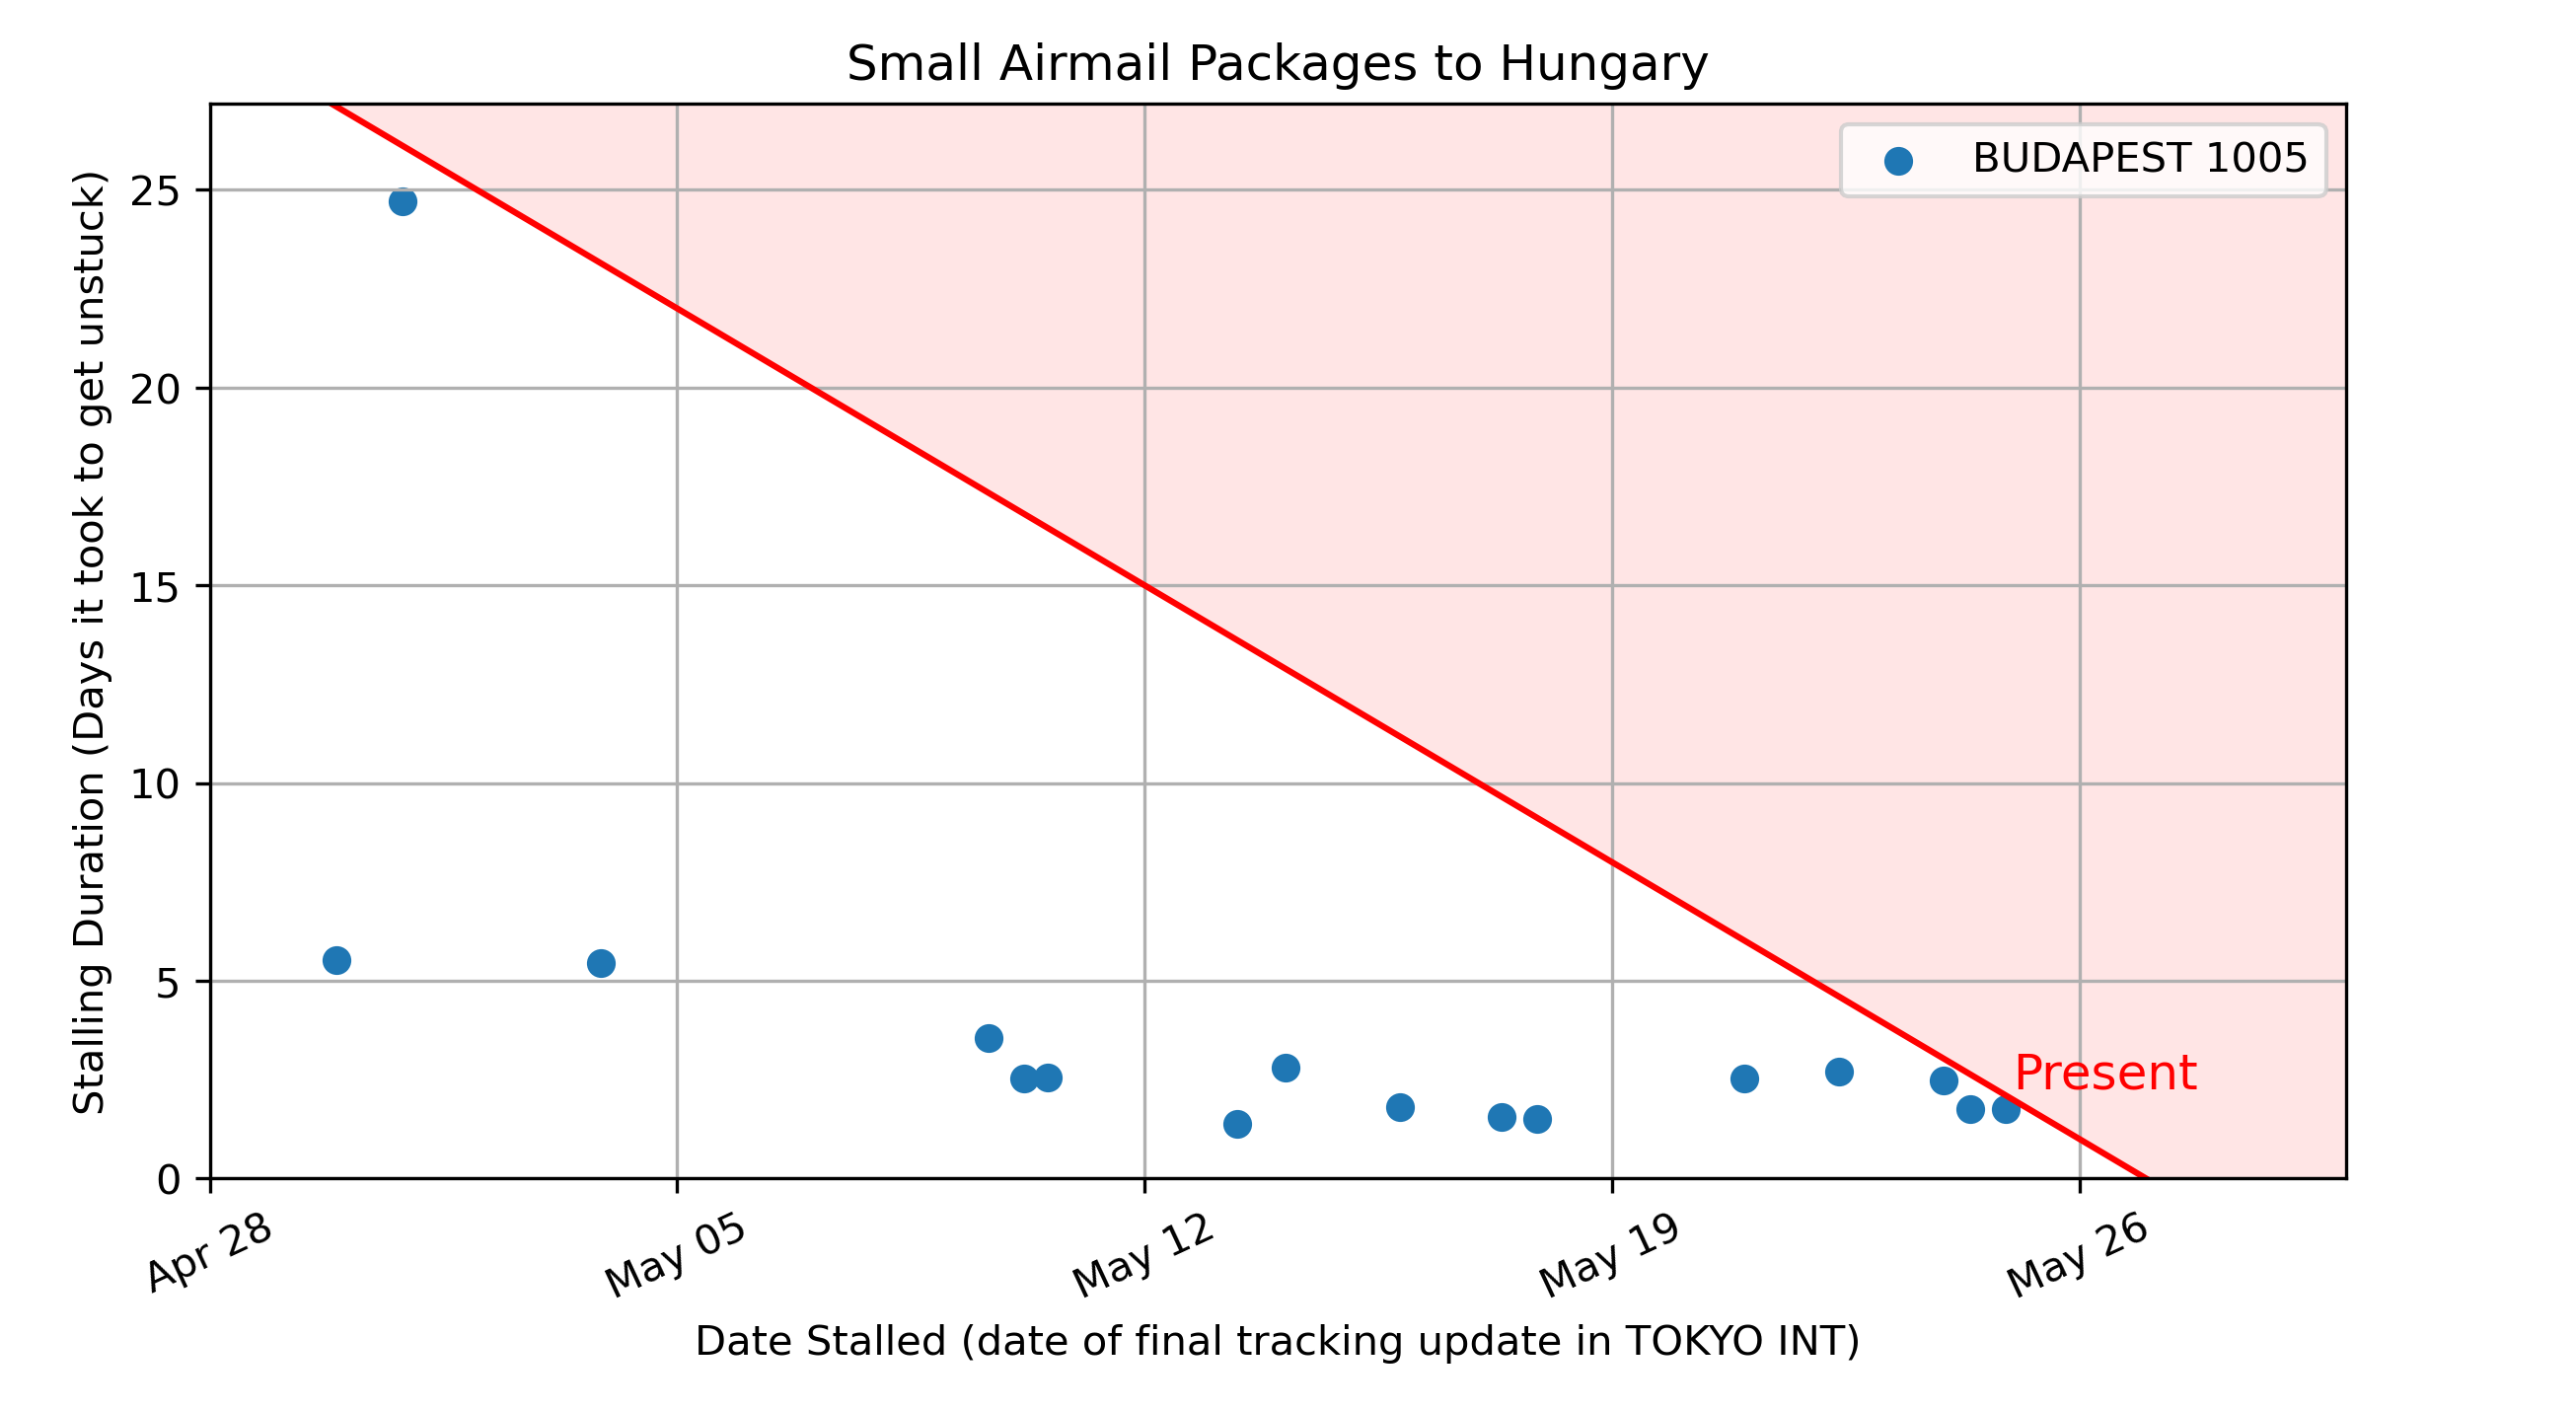 Small Airmail Packages to Hungary
BUDAPEST 1005
Stalling Duration (Days it took to get unstuck)
25
20
15
10
5
0
Present
Apr 28
May 05
May 12
May 19
May 26
Date Stalled (date of final tracking update in TOKYO INT)